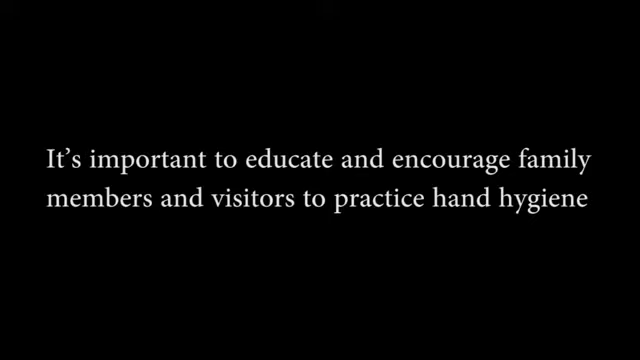 It’s important to educate and encourage family
members and visitors to practice hand hygiene